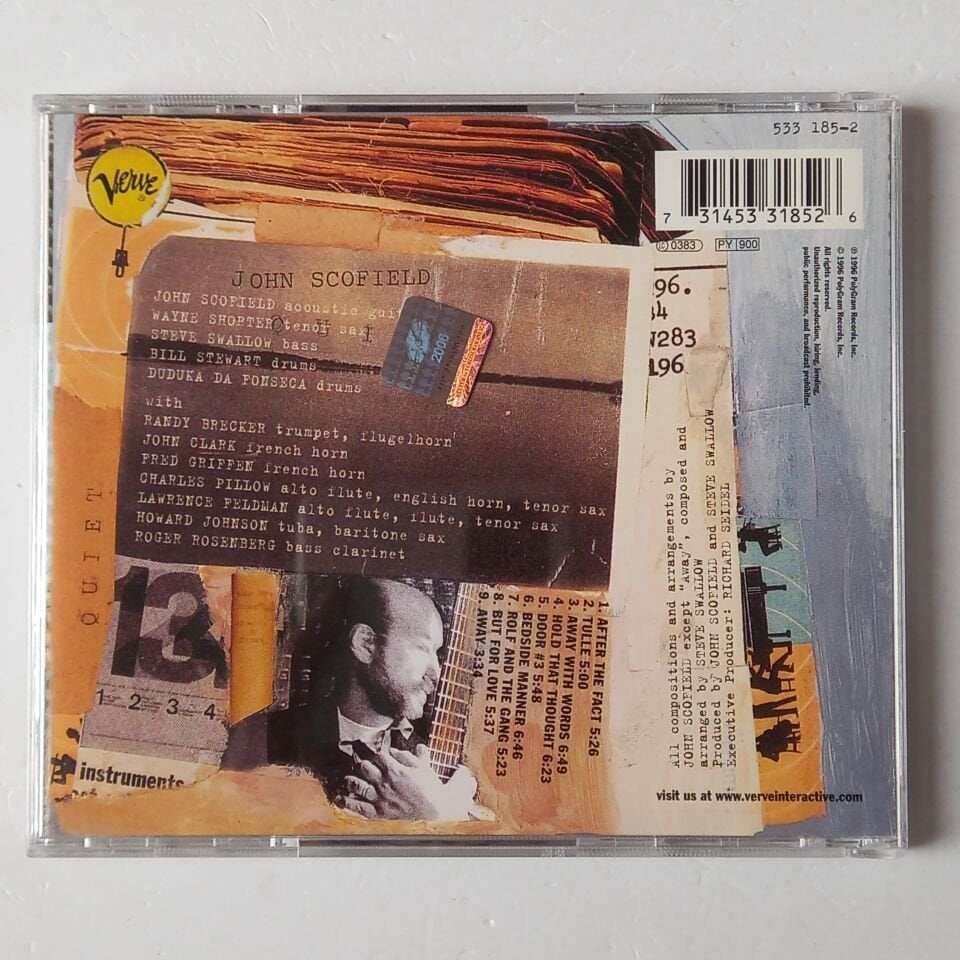 533 185-2
Verve
7 31453 31852 6
LC 0383 PY 900
℗ 1996 PolyGram Records, Inc.
© 1996 PolyGram Records, Inc.
All rights reserved.
Unauthorized reproduction, hiring, lending,
public performance, and broadcast prohibited.
96.
84
N283
196
JOHN SCOFIELD
JOHN SCOFIELD acoustic
WAYNE SHORTER tenor sax
STEVE SWALLOW bass
BILL STEWART drums
DUDUKA DA FONSECA drums
with
RANDY BRECKER trumpet, flugelhorn
JOHN CLARK french horn
FRED GRIFFEN french horn
CHARLES PILLOW alto flute, english horn, tenor sax
LAWRENCE FELDMAN alto flute, flute, tenor sax
HOWARD JOHNSON tuba, baritone sax
ROGER ROSENBERG bass clarinet
2006
QUIET
13
1 2 3 4
instruments
1. AFTER THE FACT 5:26
2. TULLE 5:00
3. AWAY WITH WORDS 6:49
4. HOLD THAT THOUGHT 6:23
5. DOOR #3 5:48
6. BEDSIDE MANNER 6:46
7. ROLF AND THE GANG 5:23
8. BUT FOR LOVE 5:37
9. AWAY 3:34
All compositions and arrangements by
JOHN SCOFIELD except "Away", composed and
arranged by STEVE SWALLOW
Produced by JOHN SCOFIELD and STEVE SWALLOW
Executive Producer: RICHARD SEIDEL
visit us at www.verveinteractive.com